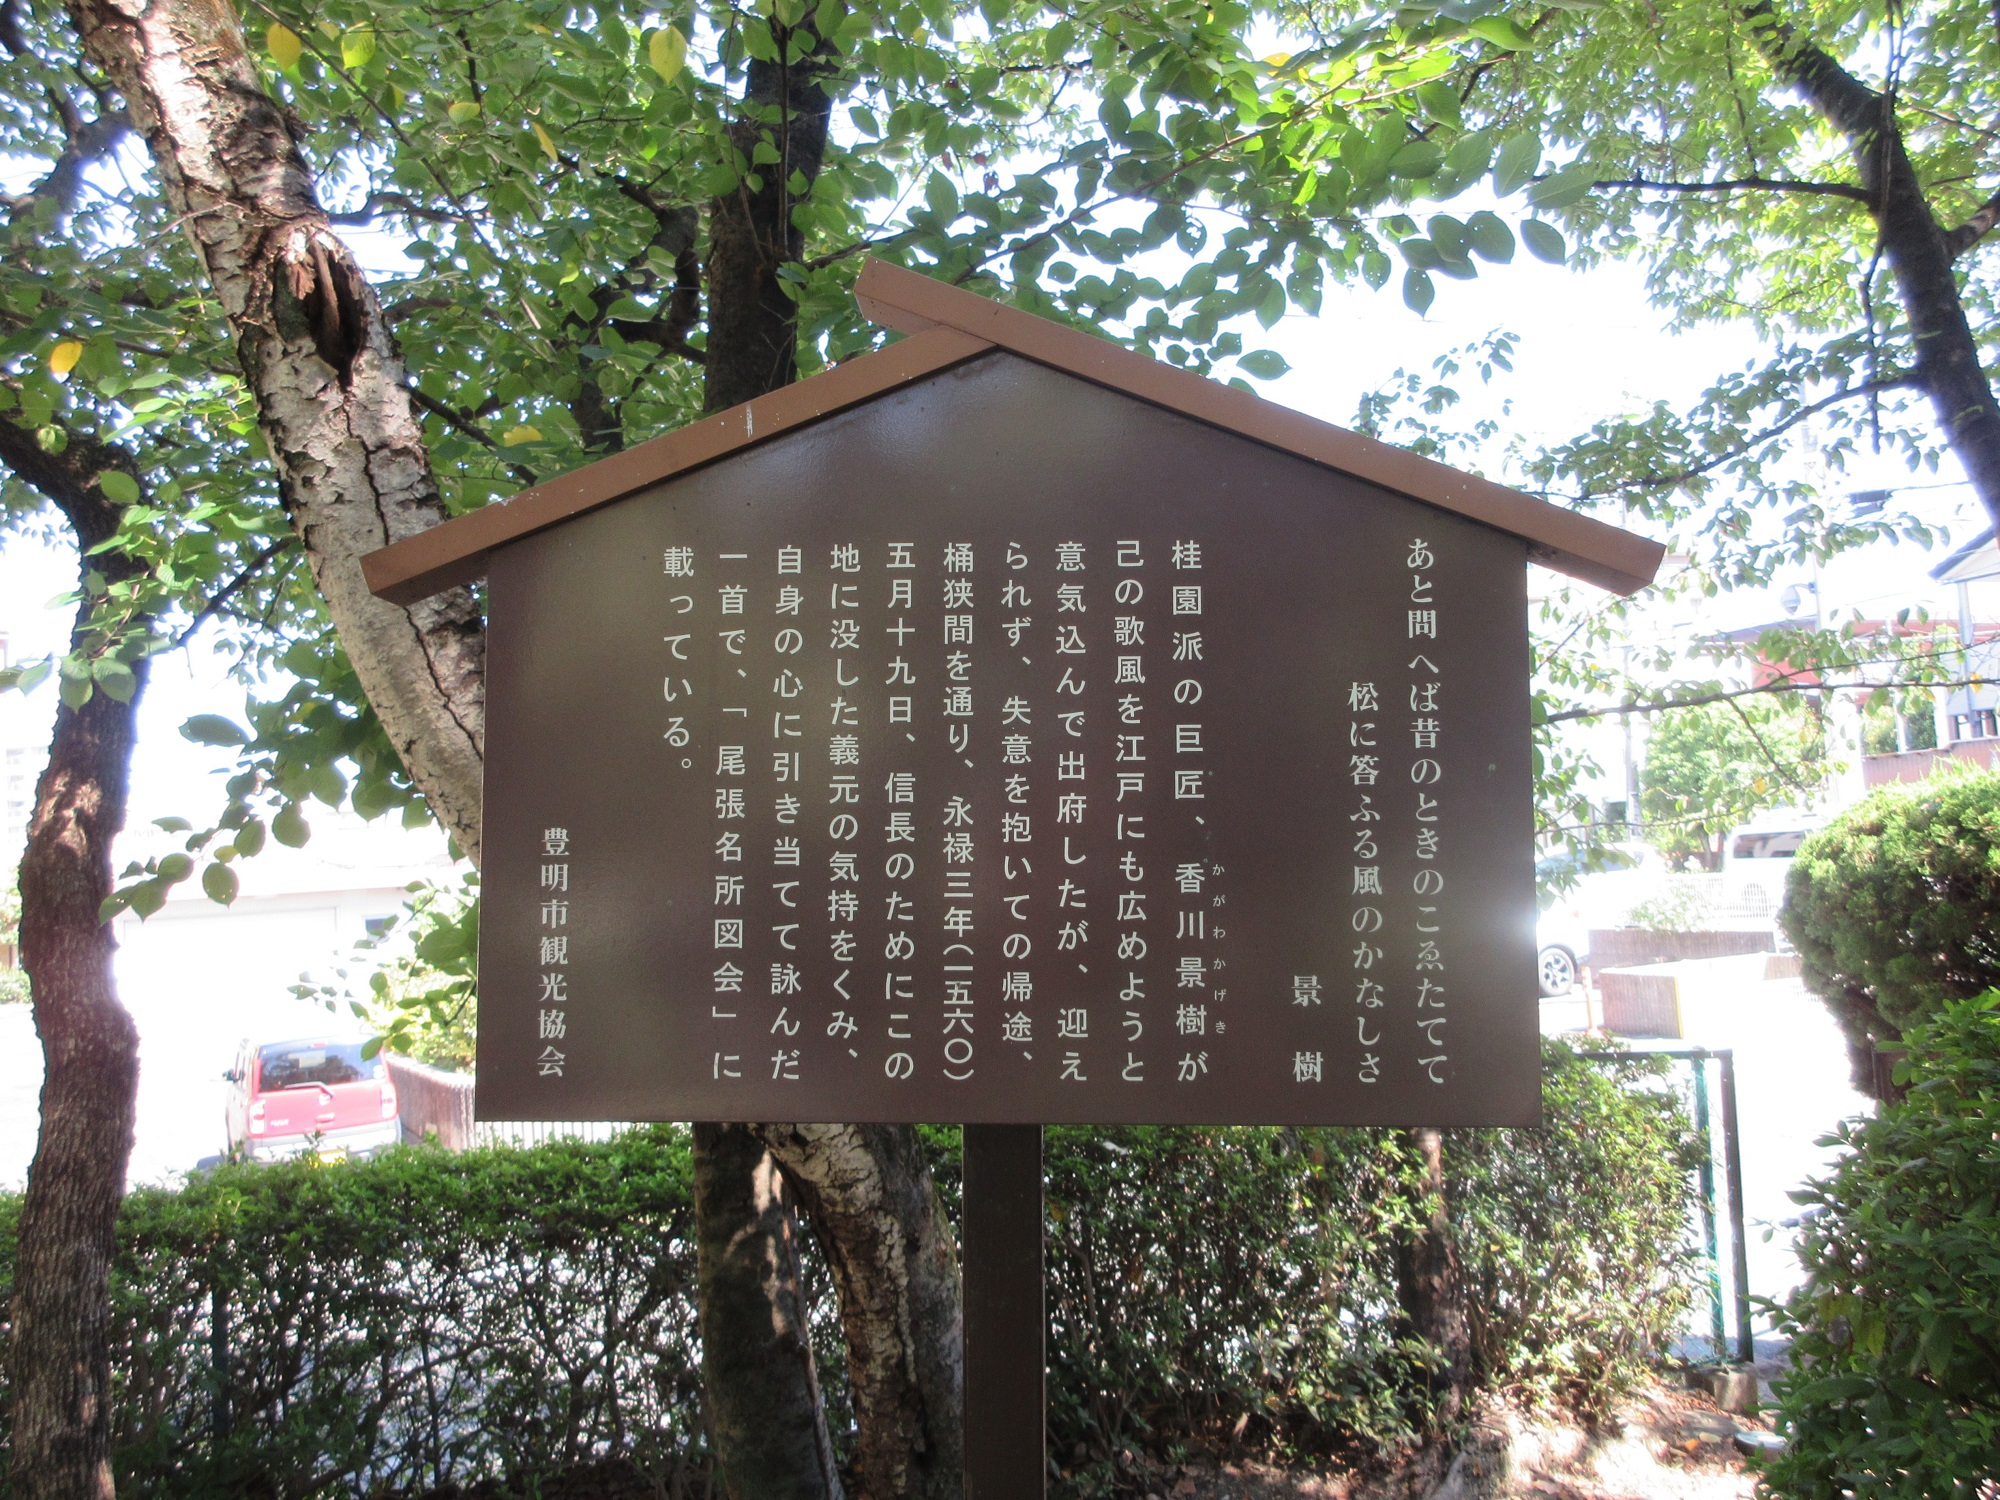 あと問へば昔のときのこゑたてて
松に答ふる風のかなしさ
景樹
桂園派の巨匠、香川景樹が
かがわかげき
己の歌風を江戸にも広めようと
意気込んで出府したが、迎え
られず、失意を抱いての帰途、
桶狭間を通り、永禄三年(一五六〇)
五月十九日、信長のためにこの
地に没した義元の気持をくみ、
自身の心に引き当てて詠んだ
一首で、「尾張名所図会」に
載っている。
豊明市観光協会